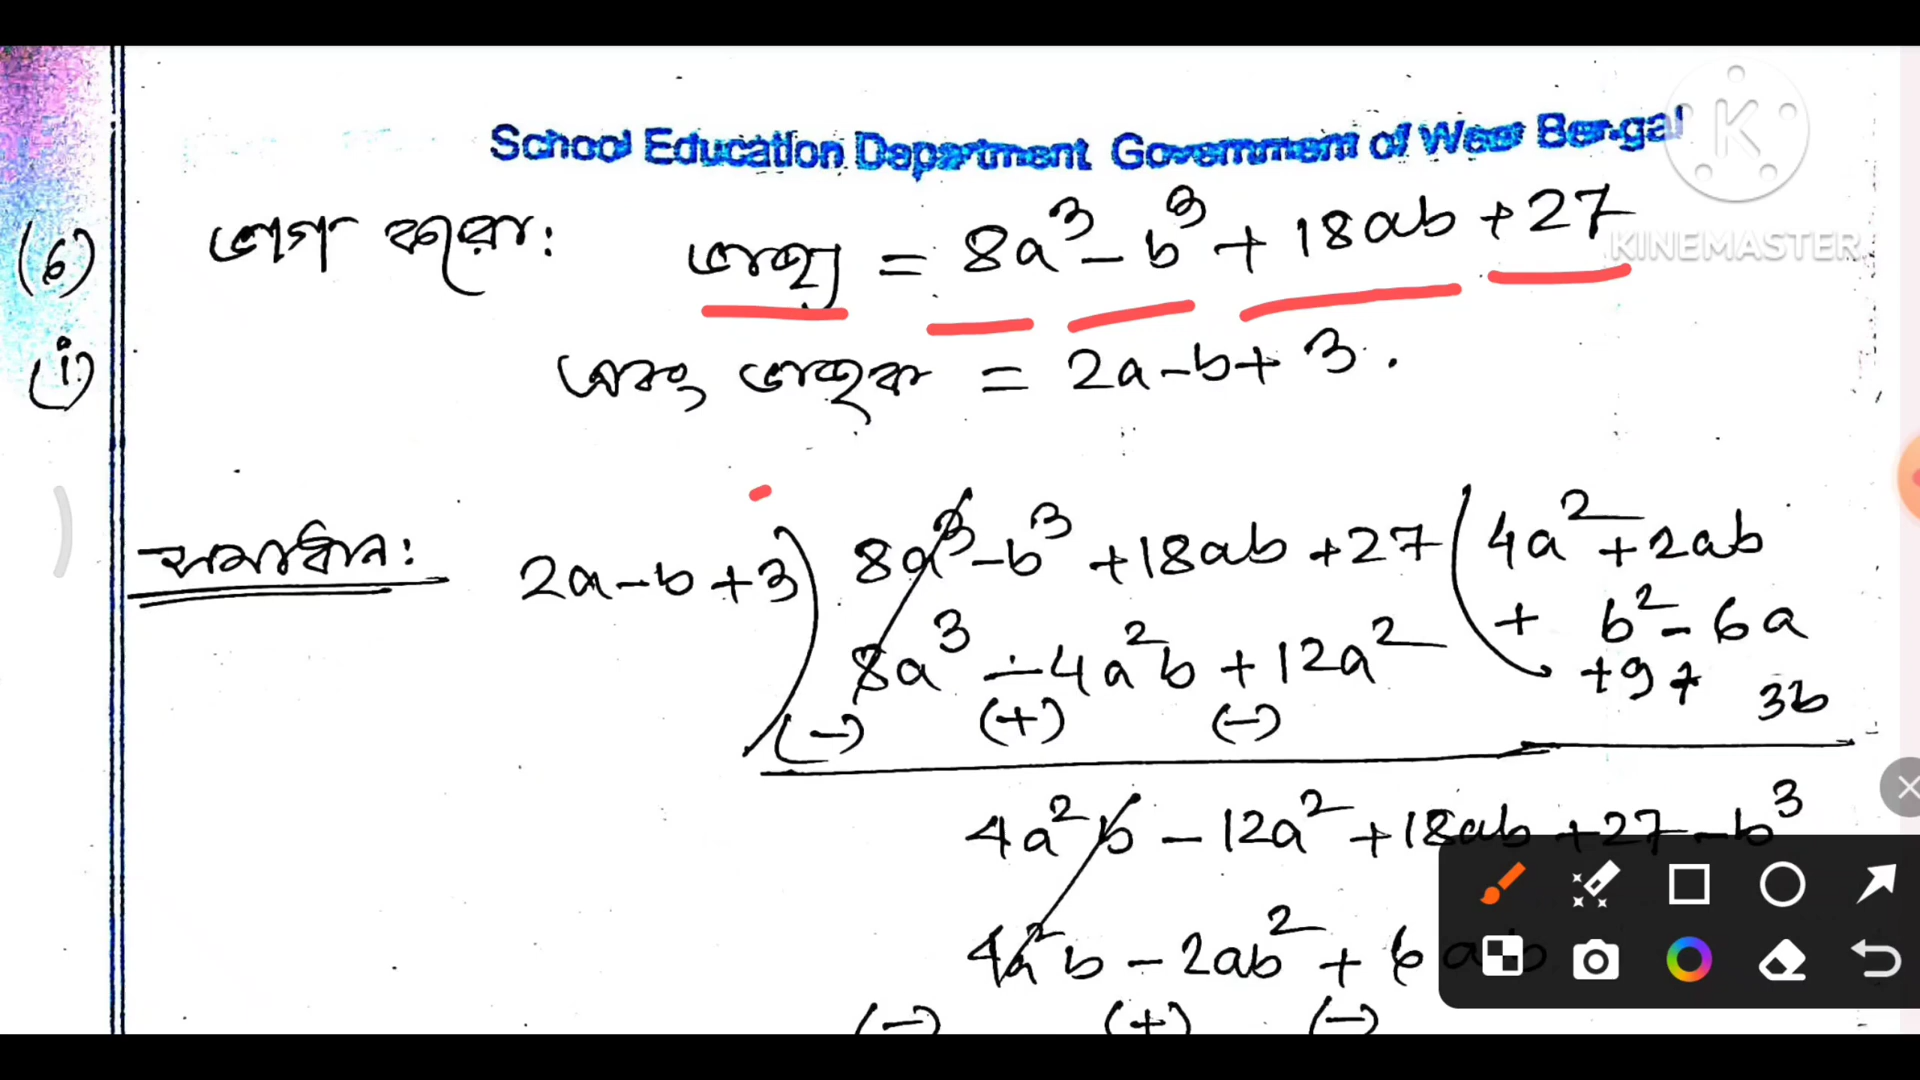 School Education Department Government of West Bengal
KINEMASTER
(6) ভাগ করো: ভাজ্য = 8a³ - b³ + 18ab + 27
(i) এবং ভাজক = 2a - b + 3.
সমাধান: 2a - b + 3) 8a³ - b³ + 18ab + 27 (4a² + 2ab
+ b² - 6a
8a³ - 4a²b + 12a²
+9+ 3b
(-) (+) (-)
4a²b - 12a² + 18ab + 27 - b³
4a²b - 2ab² + 6ab
(-) (+) (-)